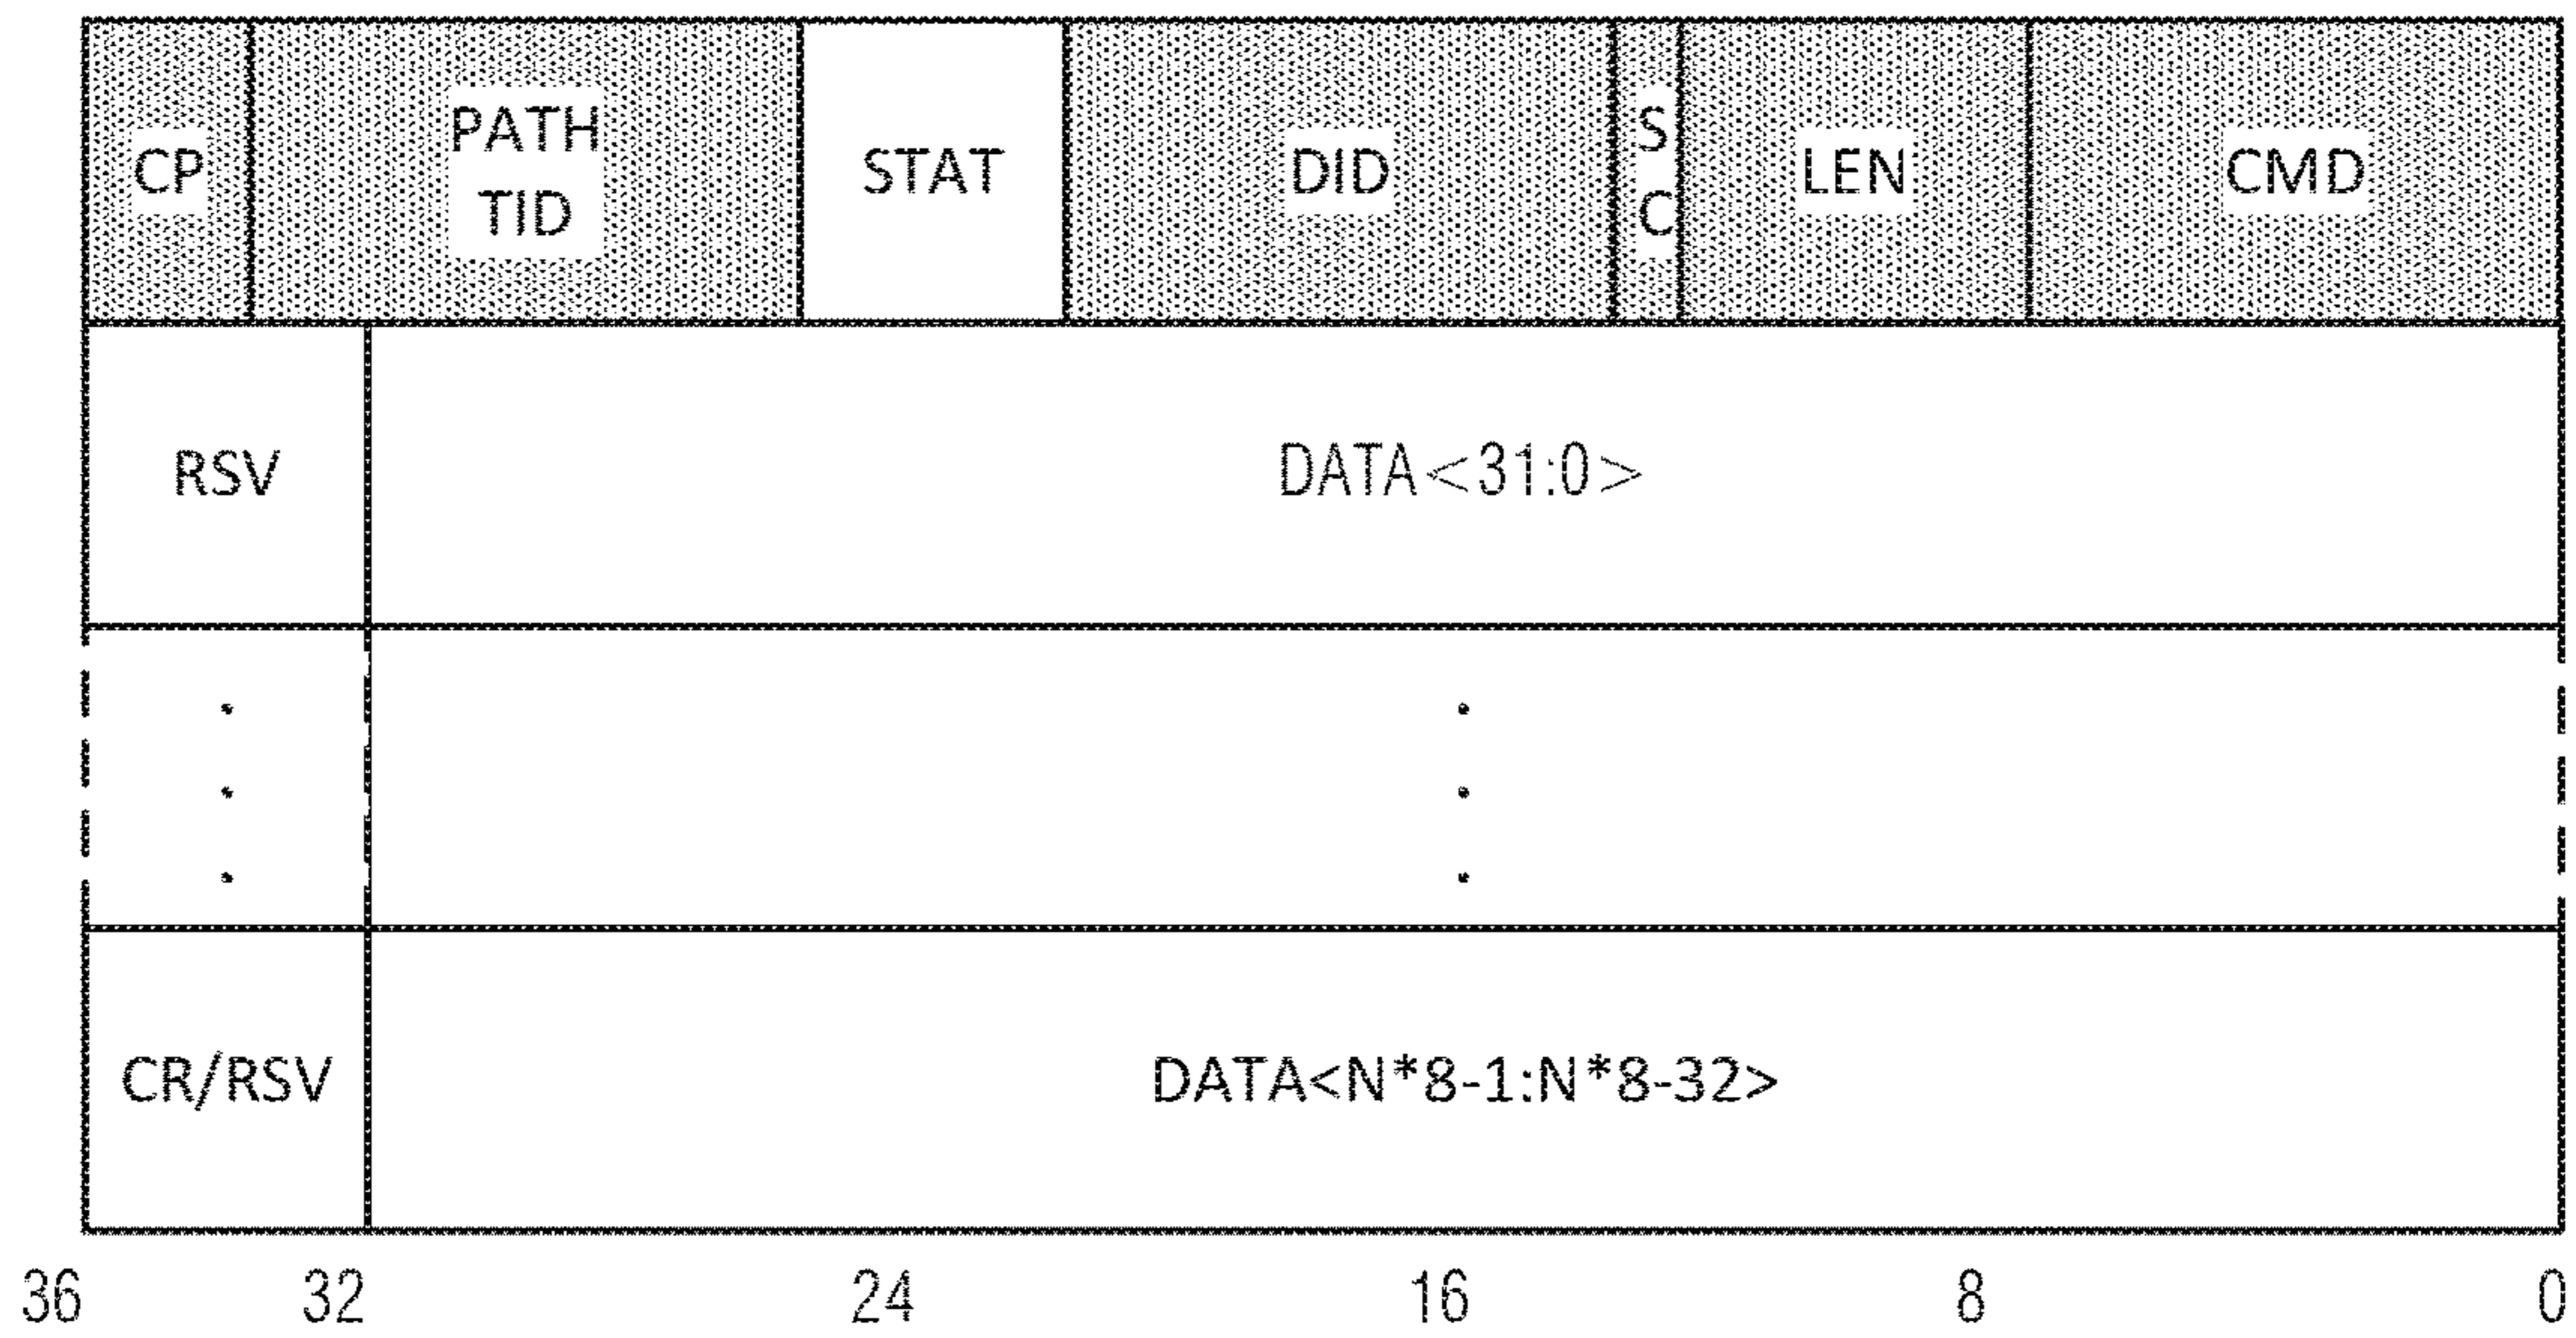 CP
PATH
TID
STAT
DID
S
C
LEN
CMD
RSV
DATA<31:0>
CR/RSV
DATA<N*8-1:N*8-32>
36 32 24 16 8 0